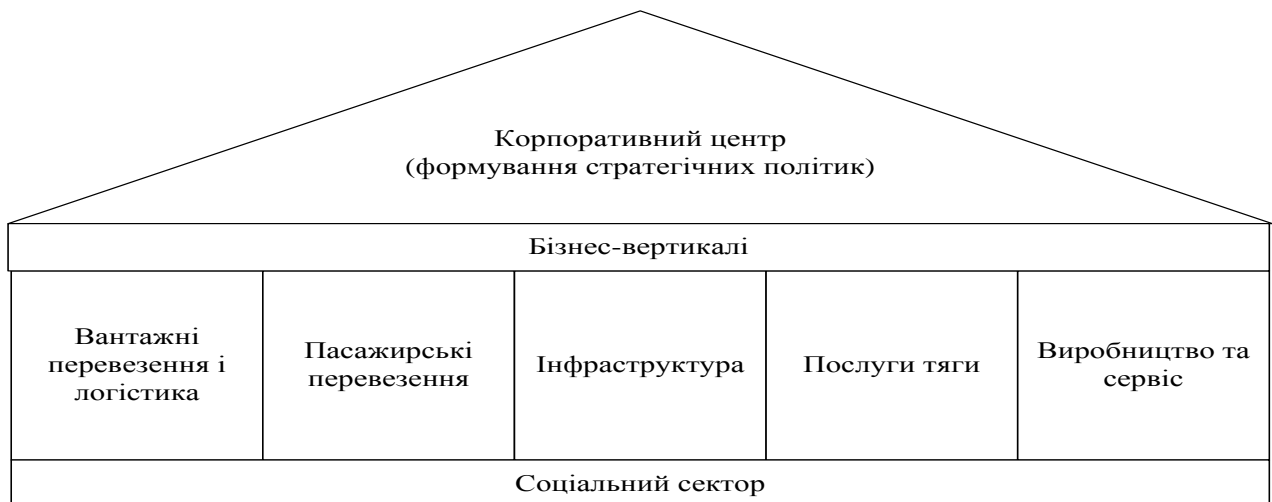 Корпоративний центр
(формування стратегічних політик)
Бізнес-вертикалі
Вантажні
перевезення і
логістика
Пасажирські
перевезення
Інфраструктура
Послуги тяги
Виробництво та
сервіс
Соціальний сектор